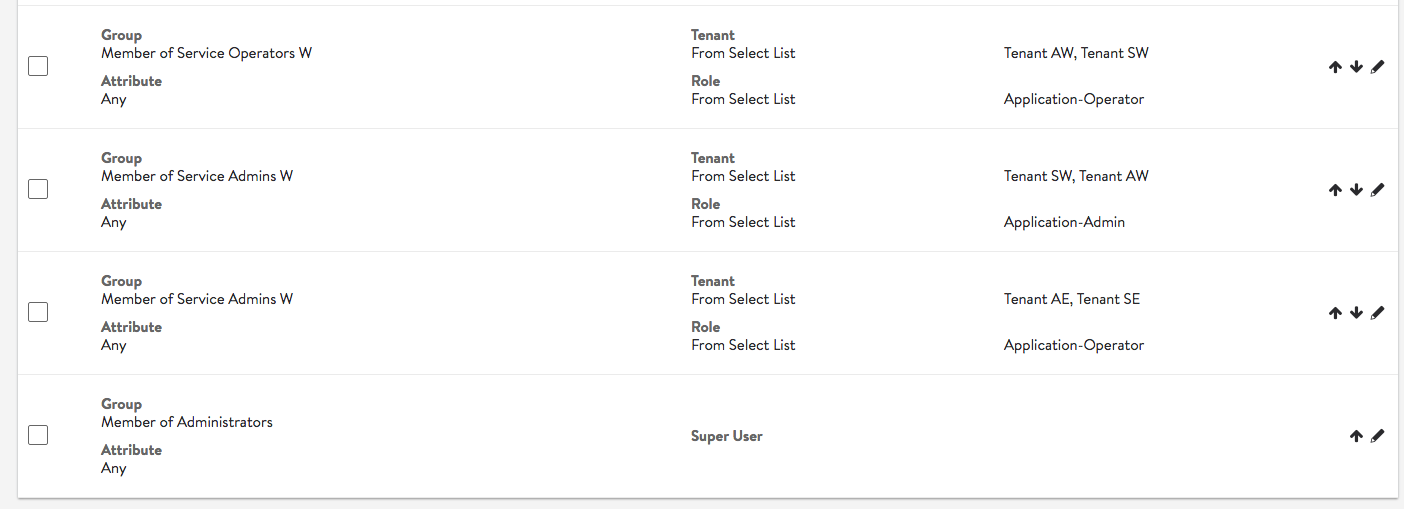 Group
Member of Service Operators W
Attribute
Any
Tenant
From Select List
Tenant AW, Tenant SW
Role
From Select List
Application-Operator
Group
Member of Service Admins W
Attribute
Any
Tenant
From Select List
Tenant SW, Tenant AW
Role
From Select List
Application-Admin
Group
Member of Service Admins W
Attribute
Any
Tenant
From Select List
Tenant AE, Tenant SE
Role
From Select List
Application-Operator
Group
Member of Administrators
Attribute
Any
Super User